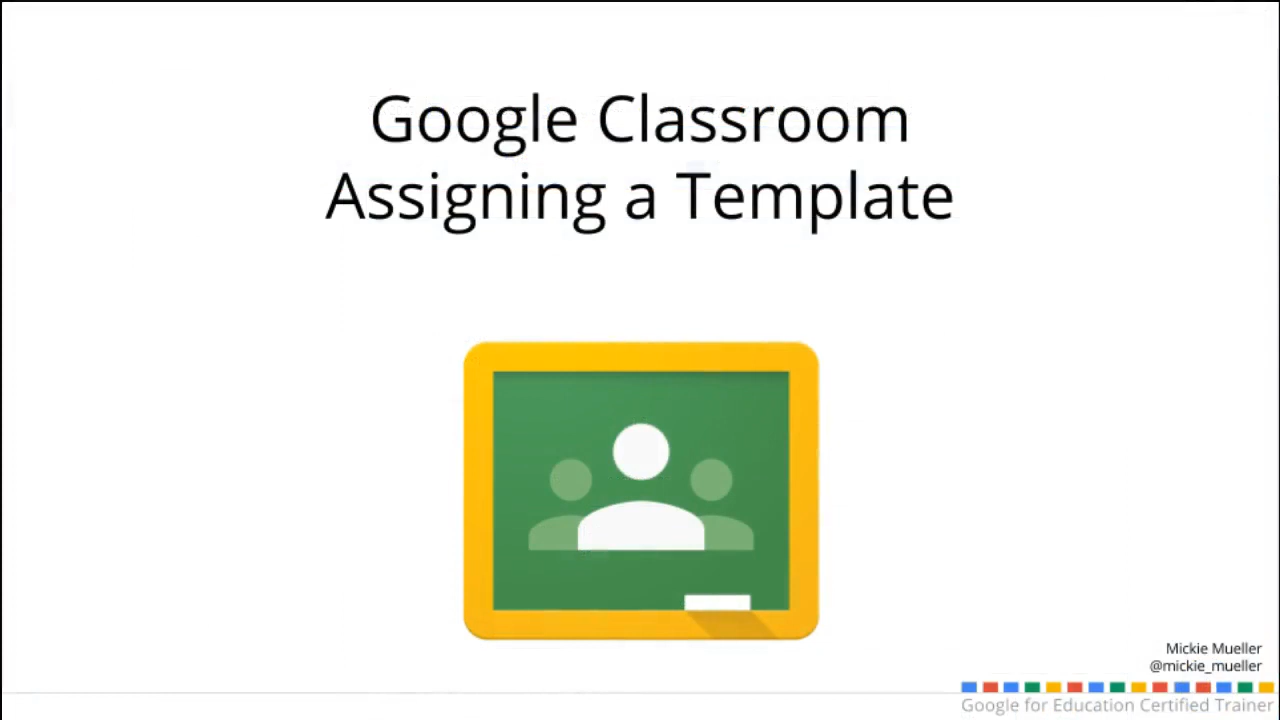 Google Classroom
Assigning a Template
Mickie Mueller
@mickie_mueller
Google for Education Certified Trainer